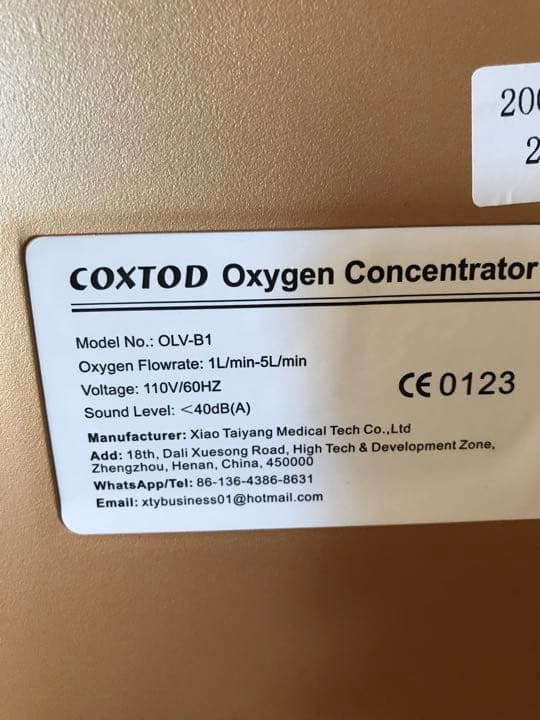 COXTOD Oxygen Concentrator
Model No.: OLV-B1
Oxygen Flowrate: 1L/min-5L/min
Voltage: 110V/60HZ
Sound Level: <40dB(A)
CE 0123
Manufacturer: Xiao Taiyang Medical Tech Co.,Ltd
Add: 18th, Dali Xuesong Road, High Tech & Development Zone,
Zhengzhou, Henan, China, 450000
WhatsApp/Tel: 86-136-4386-8631
Email: xtybusiness01@hotmail.com